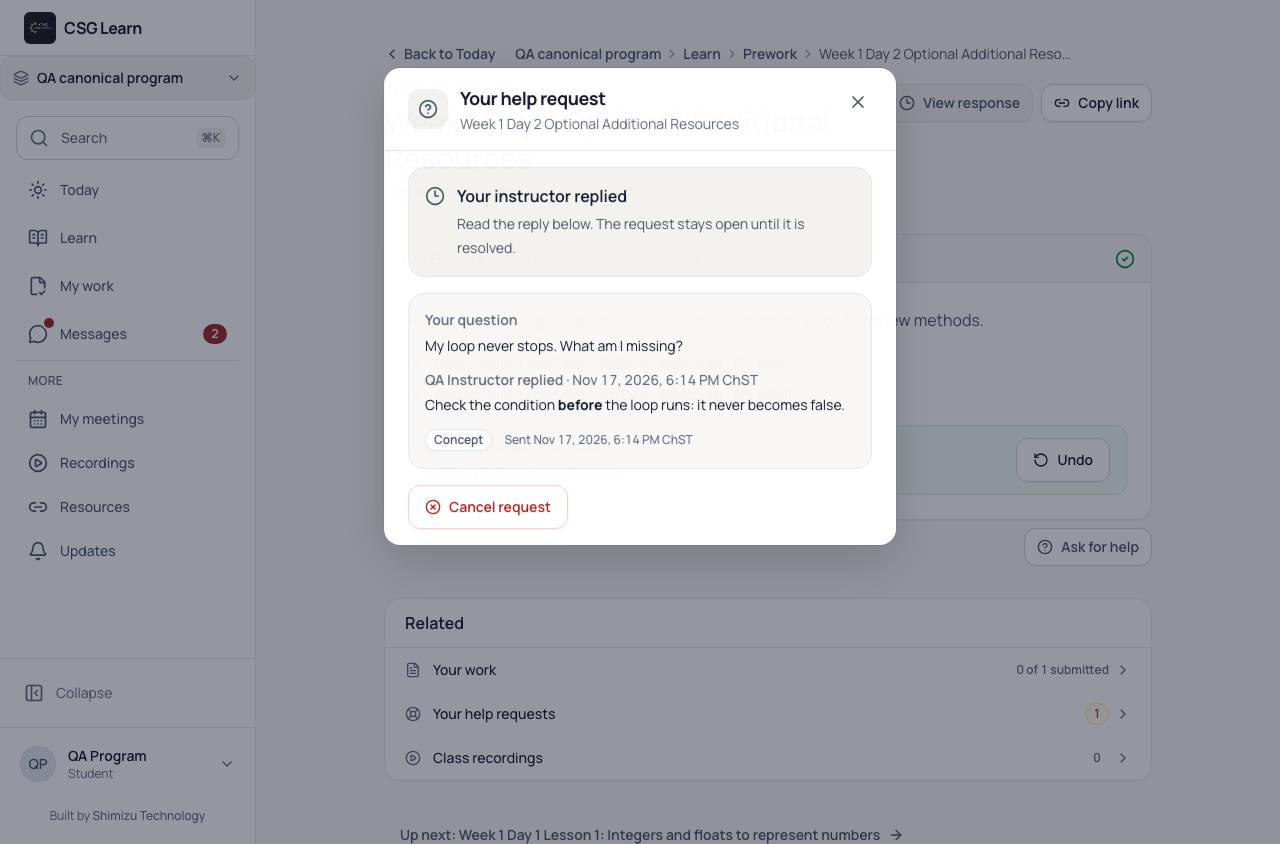 CSG Learn
QA canonical program
Search
⌘K
Today
Learn
My work
Messages
2
MORE
My meetings
Recordings
Resources
Updates
Collapse
QP
QA Program
Student
Built by Shimizu Technology
Back to Today
QA canonical program
Learn
Prework
Week 1 Day 2 Optional Additional Reso...
View response
Copy link
Your help request
Week 1 Day 2 Optional Additional Resources
Your instructor replied
Read the reply below. The request stays open until it is
resolved.
Your question
My loop never stops. What am I missing?
QA Instructor replied · Nov 17, 2026, 6:14 PM ChST
Check the condition before the loop runs: it never becomes false.
Concept
Sent Nov 17, 2026, 6:14 PM ChST
Cancel request
methods.
Undo
Ask for help
Related
Your work
0 of 1 submitted
Your help requests
1
Class recordings
0
Up next: Week 1 Day 1 Lesson 1: Integers and floats to represent numbers